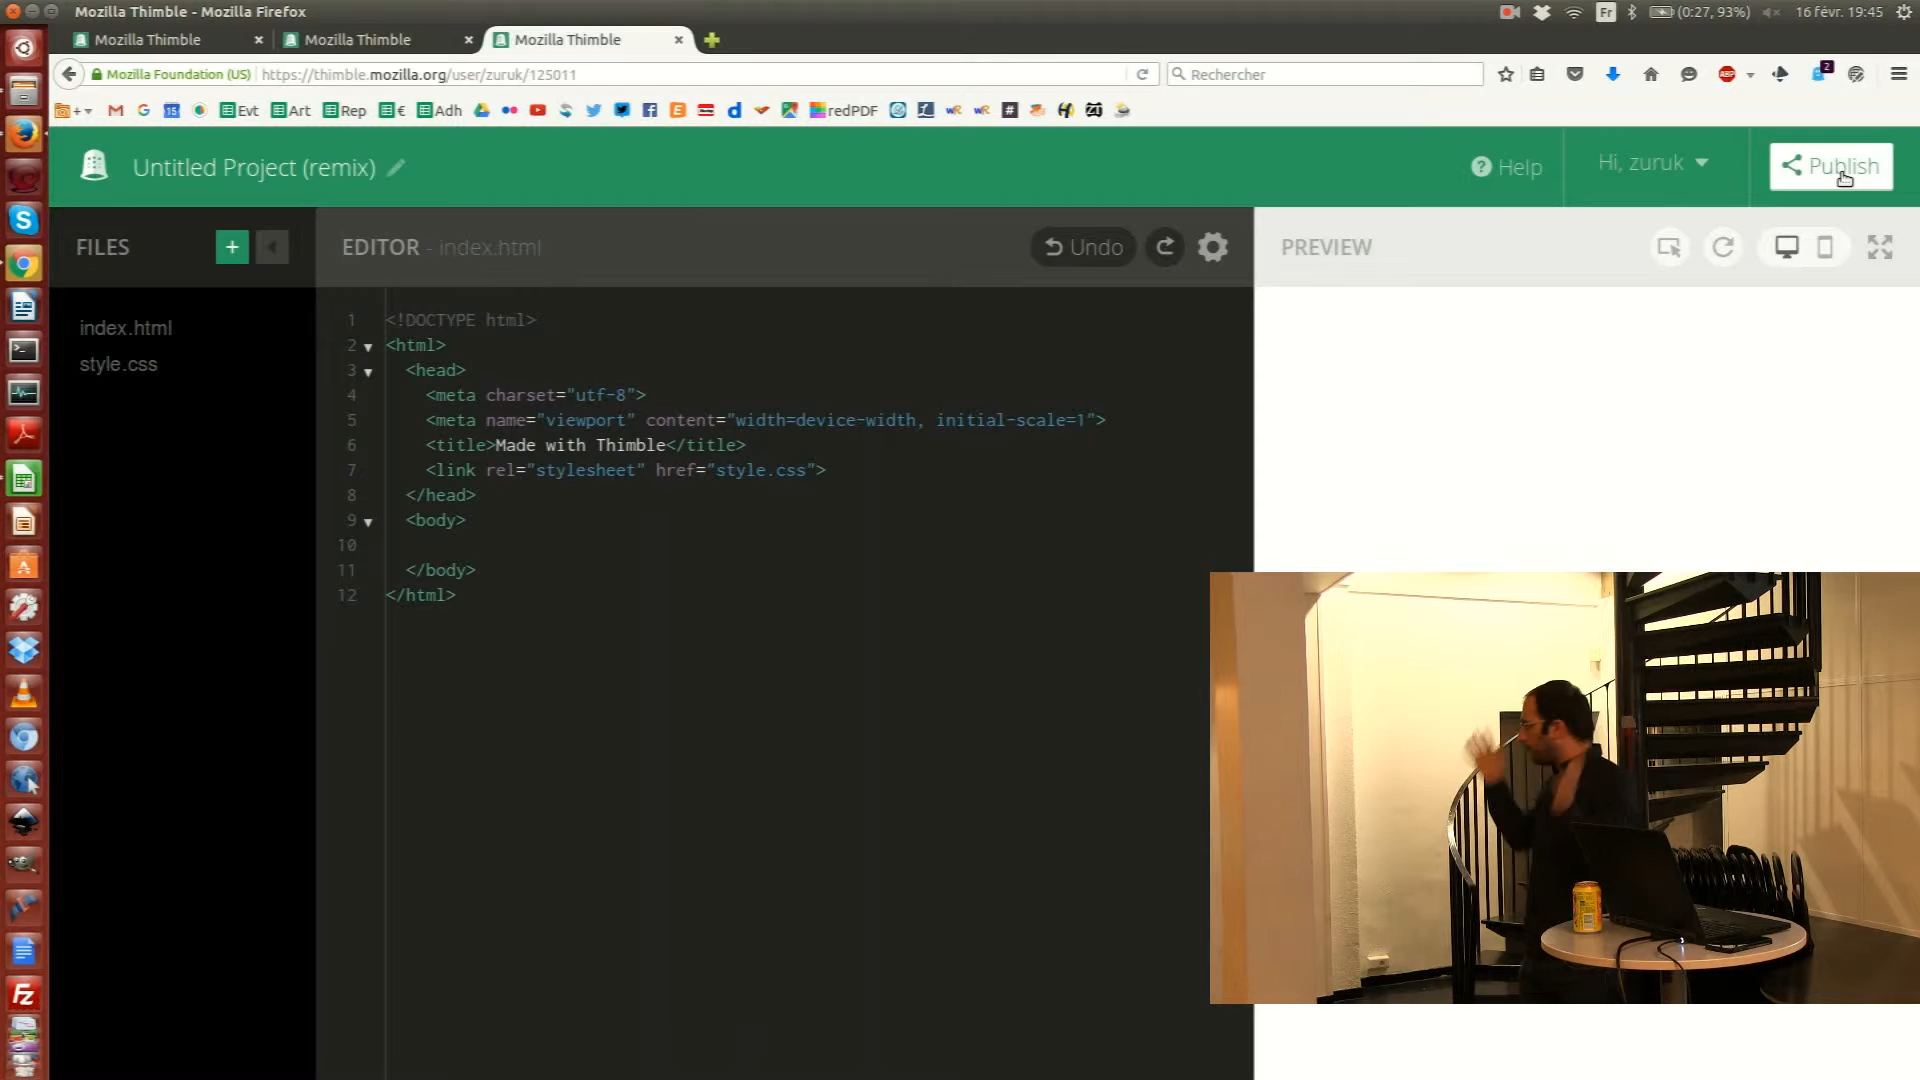 Mozilla Thimble - Mozilla Firefox
Fr
(0:27, 93%)
16 févr. 19:45
Mozilla Thimble
Mozilla Thimble
Mozilla Thimble
Mozilla Foundation (US)
https://thimble.mozilla.org/user/zuruk/125011
Rechercher
ABP
2
Evt
Art
Rep
€
Adh
redPDF
Untitled Project (remix)
Help
Hi, zuruk
Publish
FILES
EDITOR - index.html
Undo
PREVIEW
index.html
style.css
1 <!DOCTYPE html>
2 <html>
3 <head>
4 <meta charset="utf-8">
5 <meta name="viewport" content="width=device-width, initial-scale=1">
6 <title>Made with Thimble</title>
7 <link rel="stylesheet" href="style.css">
8 </head>
9 <body>
10
11 </body>
12 </html>